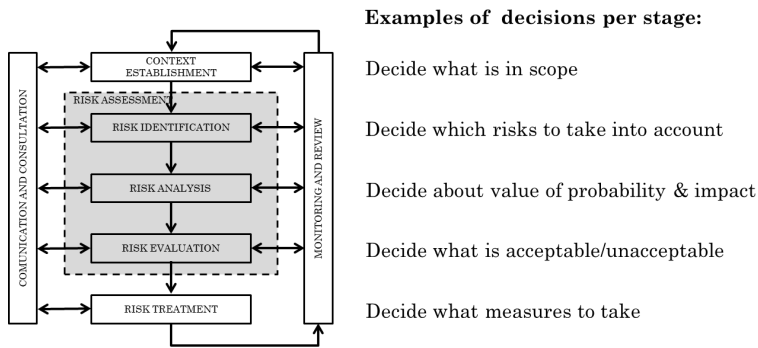 Examples of decisions per stage:
CONTEXT
ESTABLISHMENT
Decide what is in scope
RISK ASSESSMENT
RISK IDENTIFICATION
Decide which risks to take into account
RISK ANALYSIS
Decide about value of probability & impact
RISK EVALUATION
Decide what is acceptable/unacceptable
RISK TREATMENT
Decide what measures to take
COMUNICATION AND CONSULTATION
MONITORING AND REVIEW